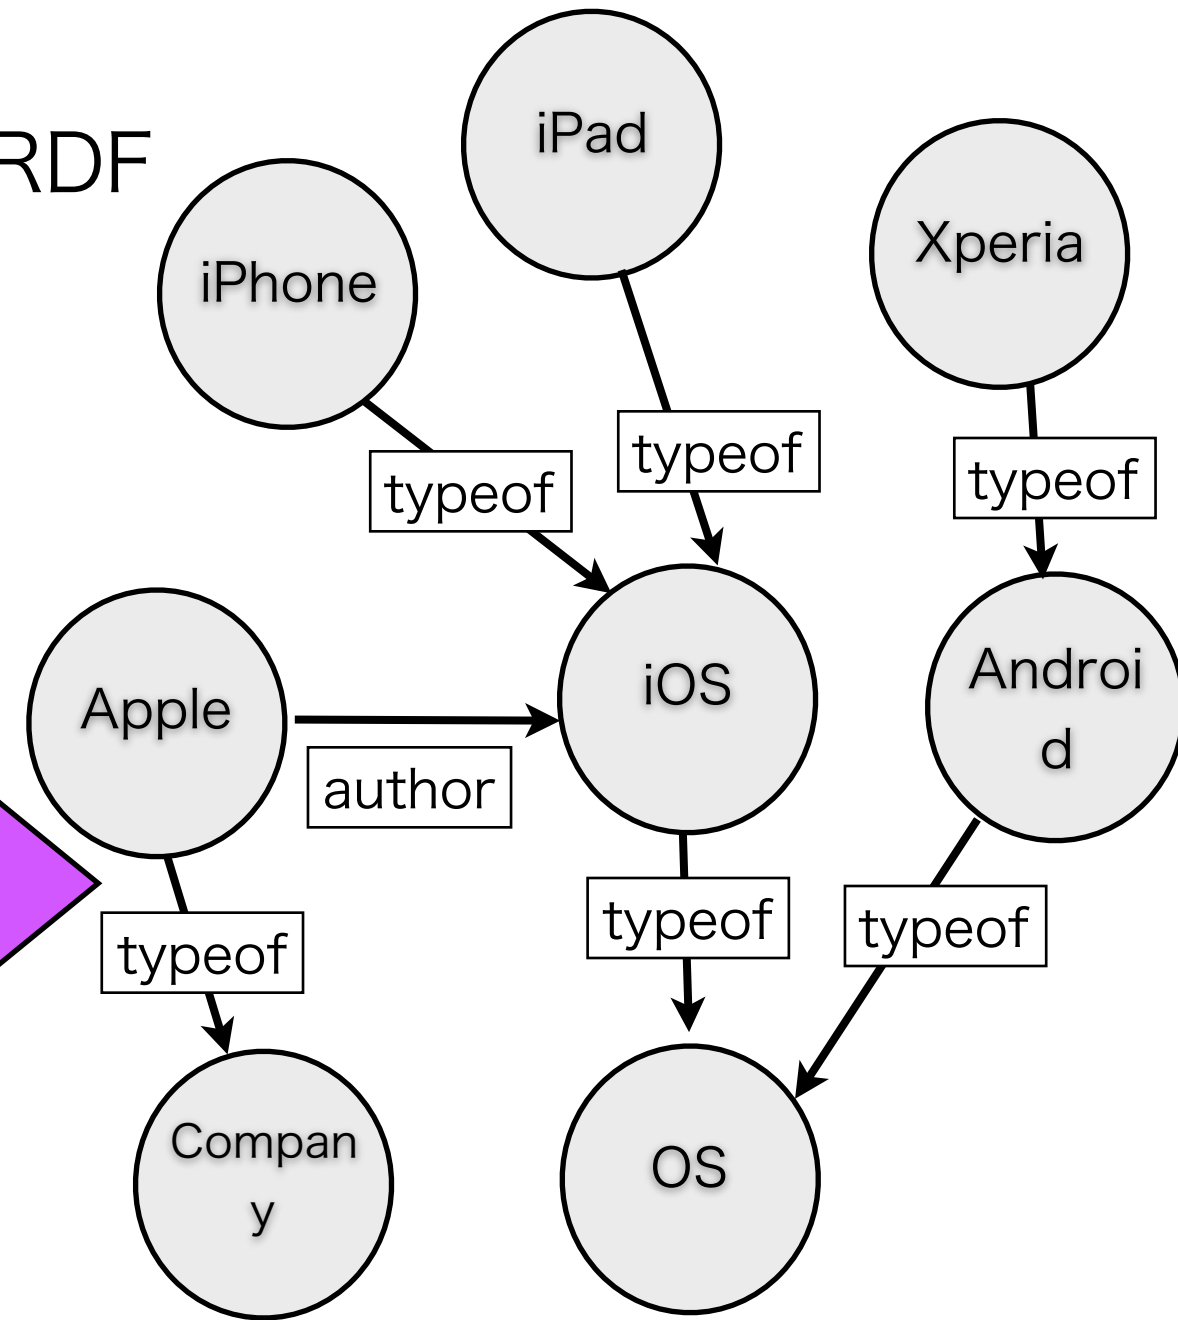 RDF
iPad
Xperia
iPhone
typeof
typeof
typeof
Apple
iOS
Androi
d
author
typeof
typeof
typeof
Compan
y
OS